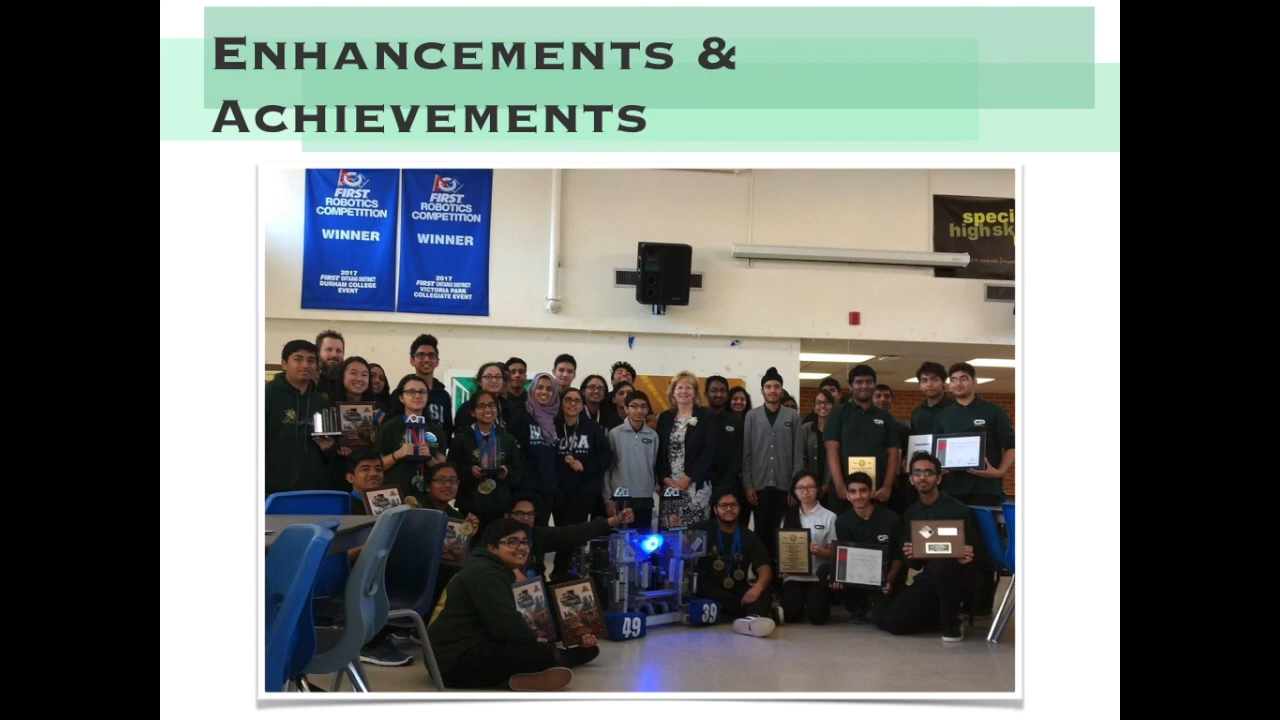 ENHANCEMENTS &
ACHIEVEMENTS
FIRST
ROBOTICS
COMPETITION
WINNER
2017
FIRST ONTARIO DISTRICT
DURHAM COLLEGE
EVENT
FIRST
ROBOTICS
COMPETITION
WINNER
2017
FIRST ONTARIO DISTRICT
VICTORIA PARK
COLLEGIATE EVENT
speci
high sk
49
39